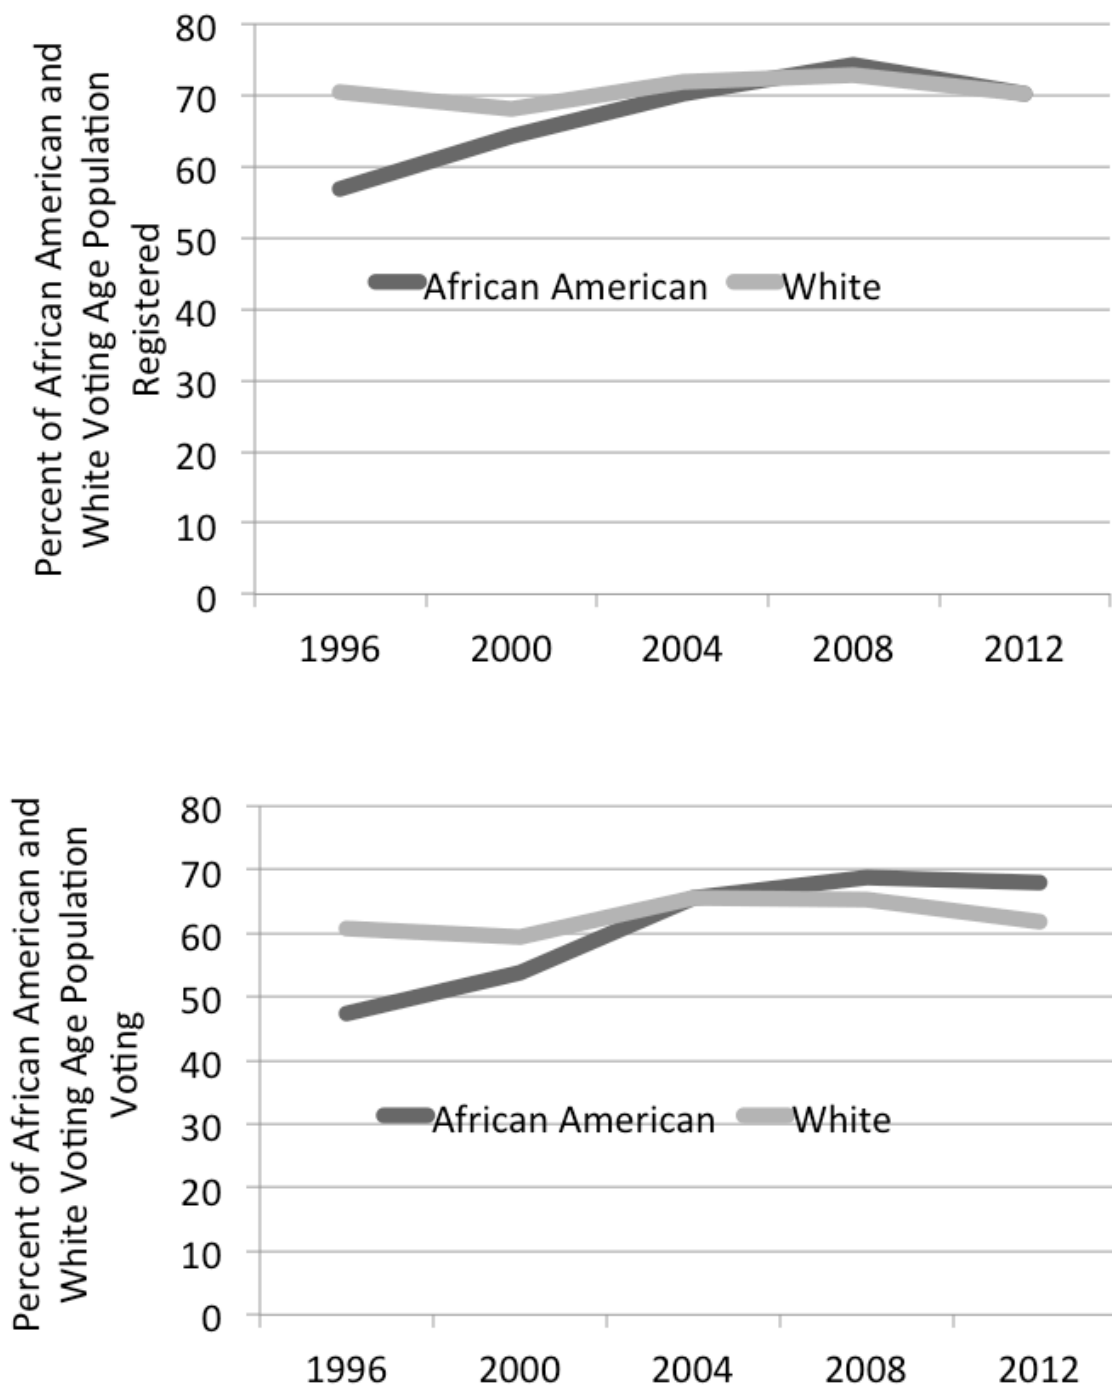 Percent of African American and
White Voting Age Population
Registered
80
70
60
50
40
30
20
10
0
African American White
1996 2000 2004 2008 2012
Percent of African American and
White Voting Age Population
Voting
80
70
60
50
40
30
20
10
0
African American White
1996 2000 2004 2008 2012